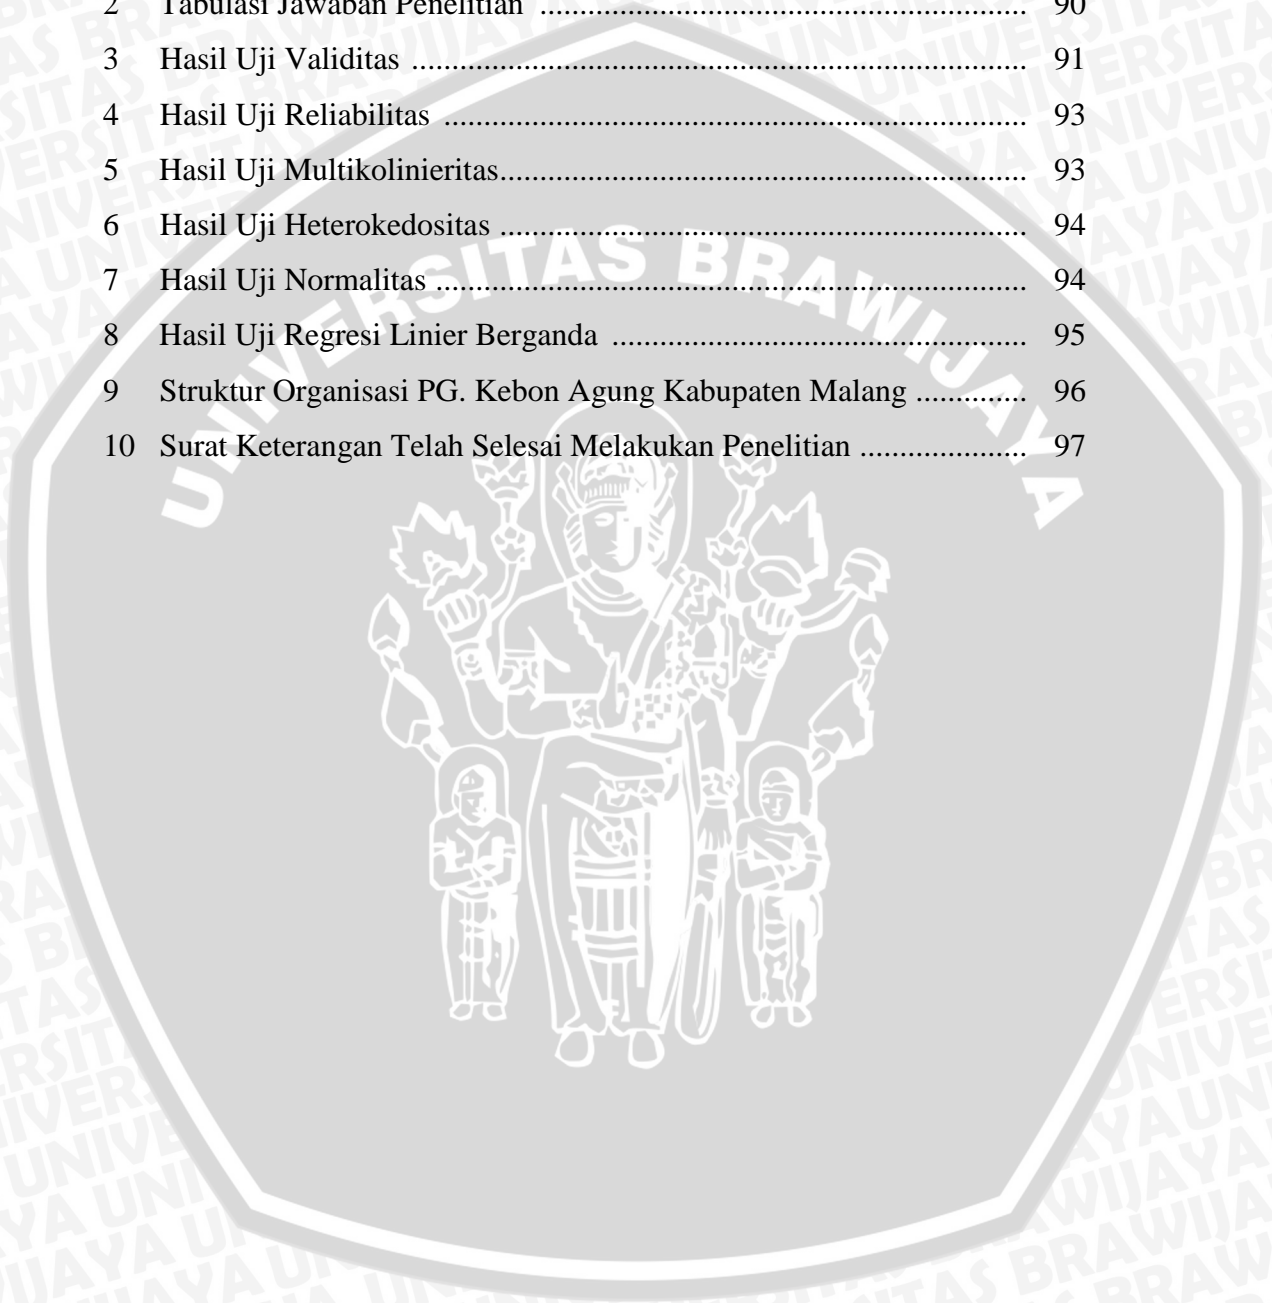 2 Tabulasi Jawaban Penelitian ........................................................... 90
3 Hasil Uji Validitas ........................................................................... 91
4 Hasil Uji Reliabilitas ....................................................................... 93
5 Hasil Uji Multikolinieritas................................................................ 93
6 Hasil Uji Heterokedositas ................................................................ 94
7 Hasil Uji Normalitas ........................................................................ 94
8 Hasil Uji Regresi Linier Berganda .................................................. 95
9 Struktur Organisasi PG. Kebon Agung Kabupaten Malang ............. 96
10 Surat Keterangan Telah Selesai Melakukan Penelitian .................... 97
UNIVERSITAS BRAWIJAYA